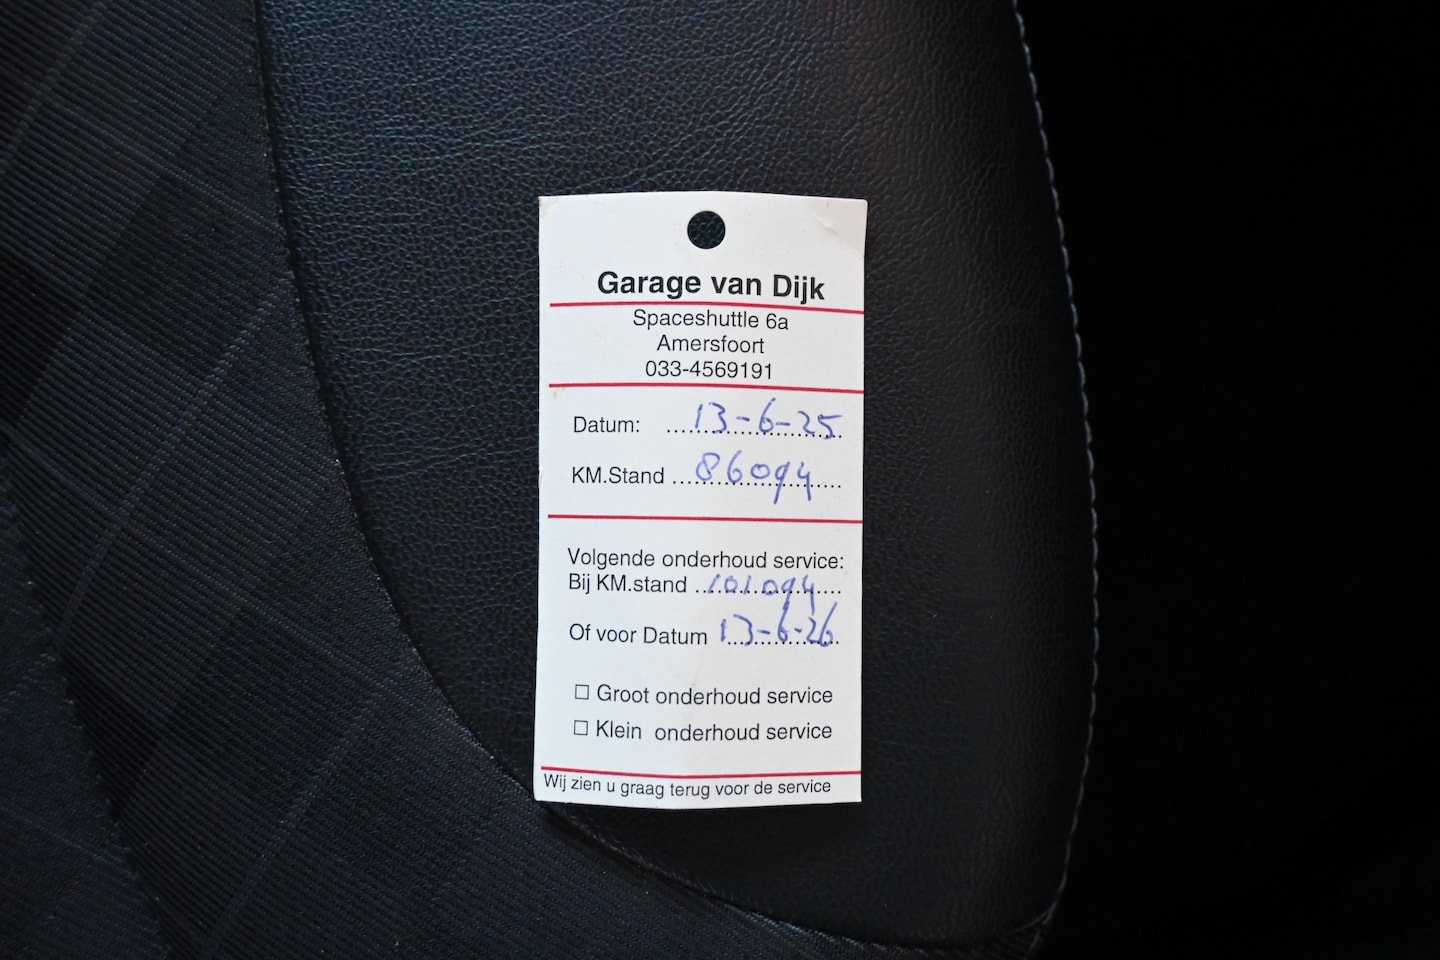 Garage van Dijk
Spaceshuttle 6a
Amersfoort
033-4569191
Datum: 13-6-25
KM.Stand 86094
Volgende onderhoud service:
Bij KM.stand 101.094
Of voor Datum 13-6-26
☐ Groot onderhoud service
☐ Klein onderhoud service
Wij zien u graag terug voor de service